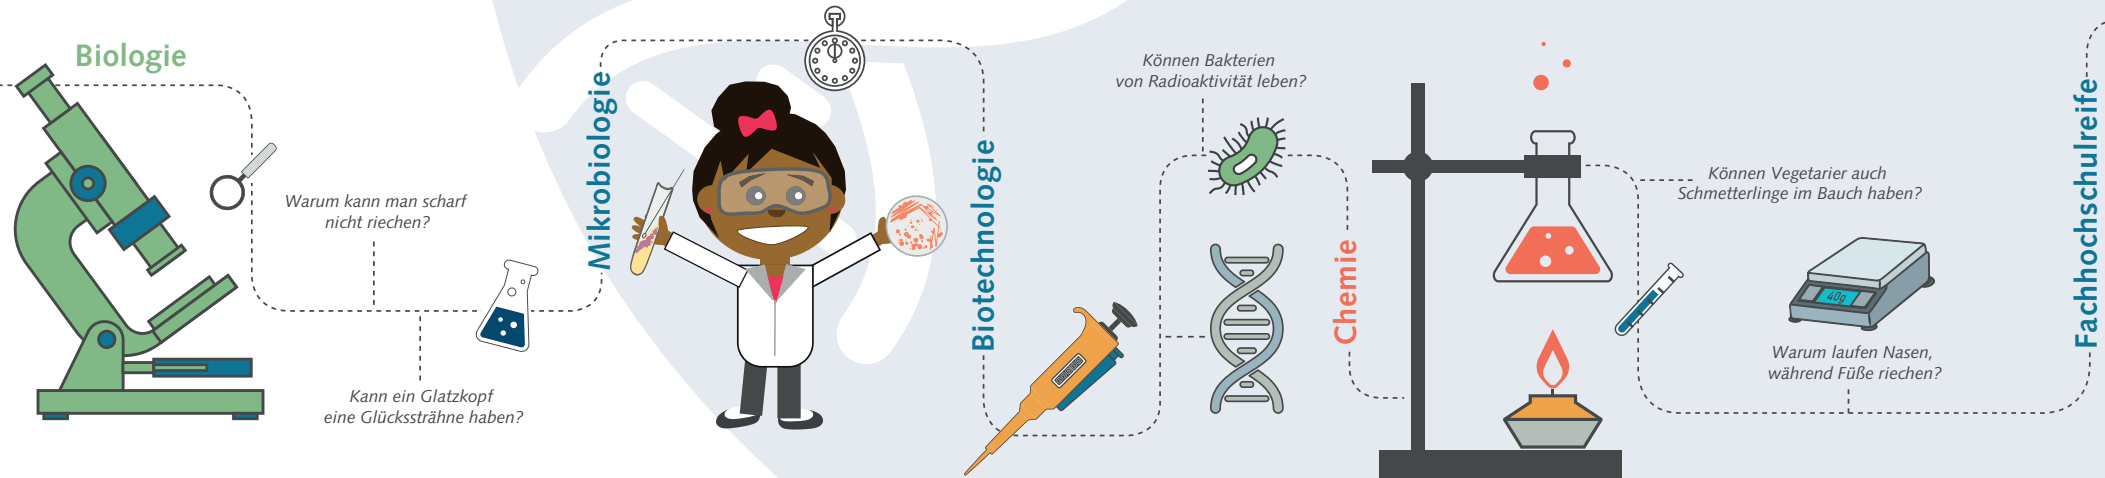 Biologie
Warum kann man scharf
nicht riechen?
Kann ein Glatzkopf
eine Glückssträhne haben?
Mikrobiologie
Biotechnologie
Können Bakterien
von Radioaktivität leben?
Chemie
Können Vegetarier auch
Schmetterlinge im Bauch haben?
40g
Warum laufen Nasen,
während Füße riechen?
Fachhochschulreife